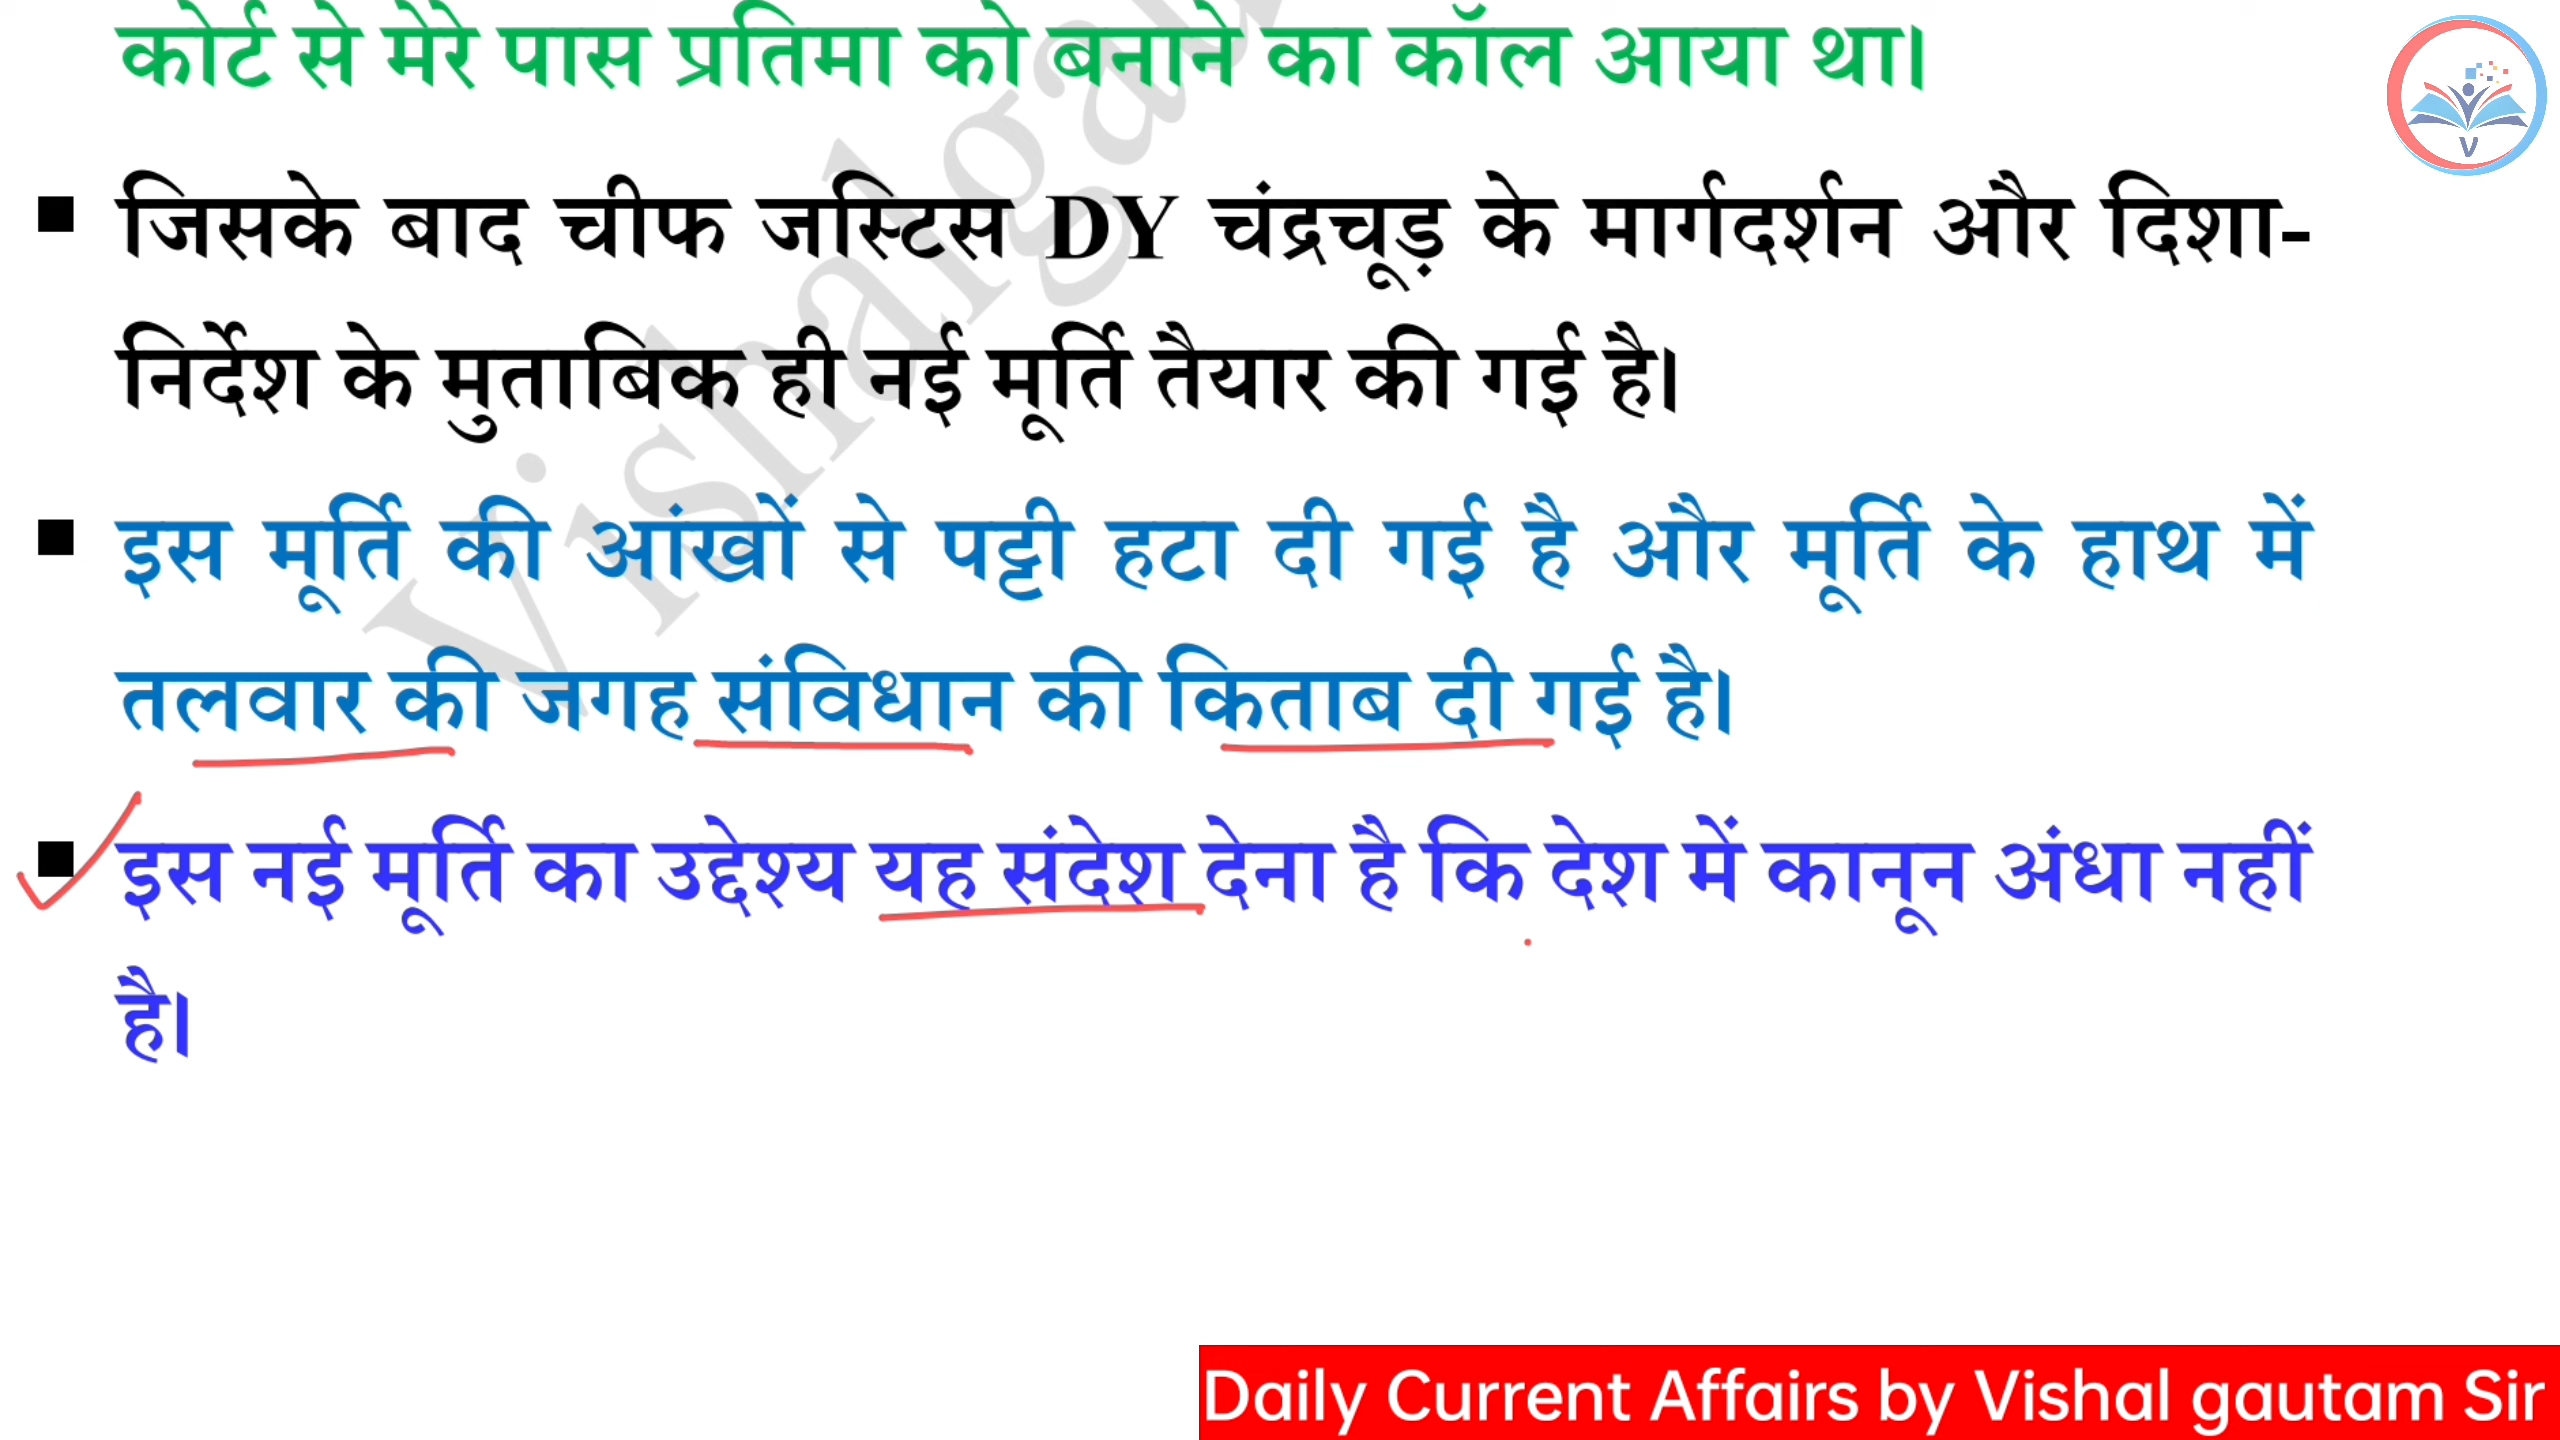 कोर्ट से मेरे पास प्रतिमा को बनाने का कॉल आया था।
▪ जिसके बाद चीफ जस्टिस DY चंद्रचूड़ के मार्गदर्शन और दिशा-
निर्देश के मुताबिक ही नई मूर्ति तैयार की गई है।
▪ इस मूर्ति की आंखों से पट्टी हटा दी गई है और मूर्ति के हाथ में
तलवार की जगह संविधान की किताब दी गई है।
▪ इस नई मूर्ति का उद्देश्य यह संदेश देना है कि देश में कानून अंधा नहीं
है।
V
Daily Current Affairs by Vishal gautam Sir